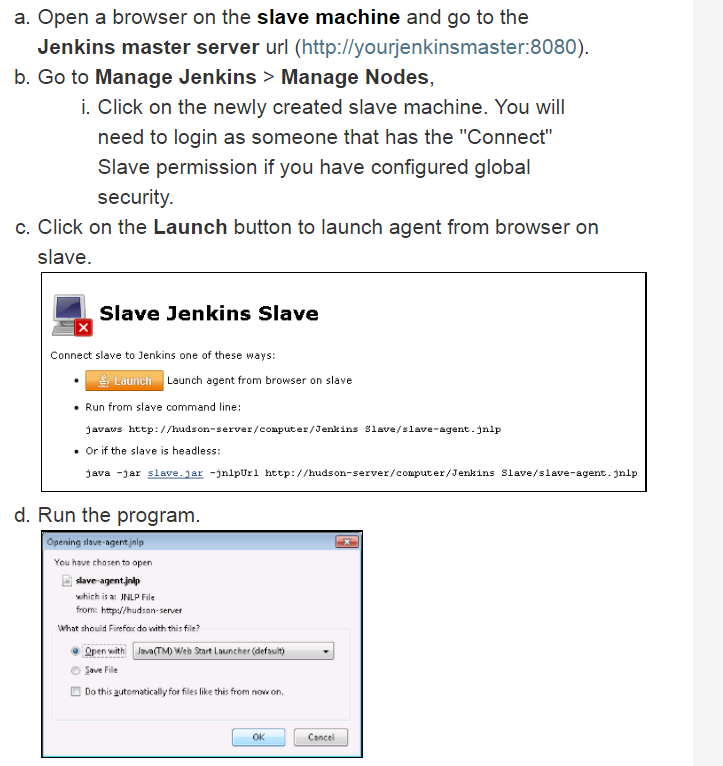 a. Open a browser on the slave machine and go to the
Jenkins master server url (http://yourjenkinsmaster:8080).
b. Go to Manage Jenkins > Manage Nodes,
i. Click on the newly created slave machine. You will
need to login as someone that has the "Connect"
Slave permission if you have configured global
security.
c. Click on the Launch button to launch agent from browser on
slave.
Slave Jenkins Slave
Connect slave to Jenkins one of these ways:
• Launch Launch agent from browser on slave
• Run from slave command line:
javaws http://hudson-server/computer/Jenkins Slave/slave-agent.jnlp
• Or if the slave is headless:
java -jar slave.jar -jnlpUrl http://hudson-server/computer/Jenkins Slave/slave-agent.jnlp
d. Run the program.
Opening slave-agent.jnlp
You have chosen to open
slave-agent.jnlp
which is a: JNLP File
from: http://hudson-server
What should Firefox do with this file?
Open with Java(TM) Web Start Launcher (default)
Save File
Do this automatically for files like this from now on.
OK Cancel